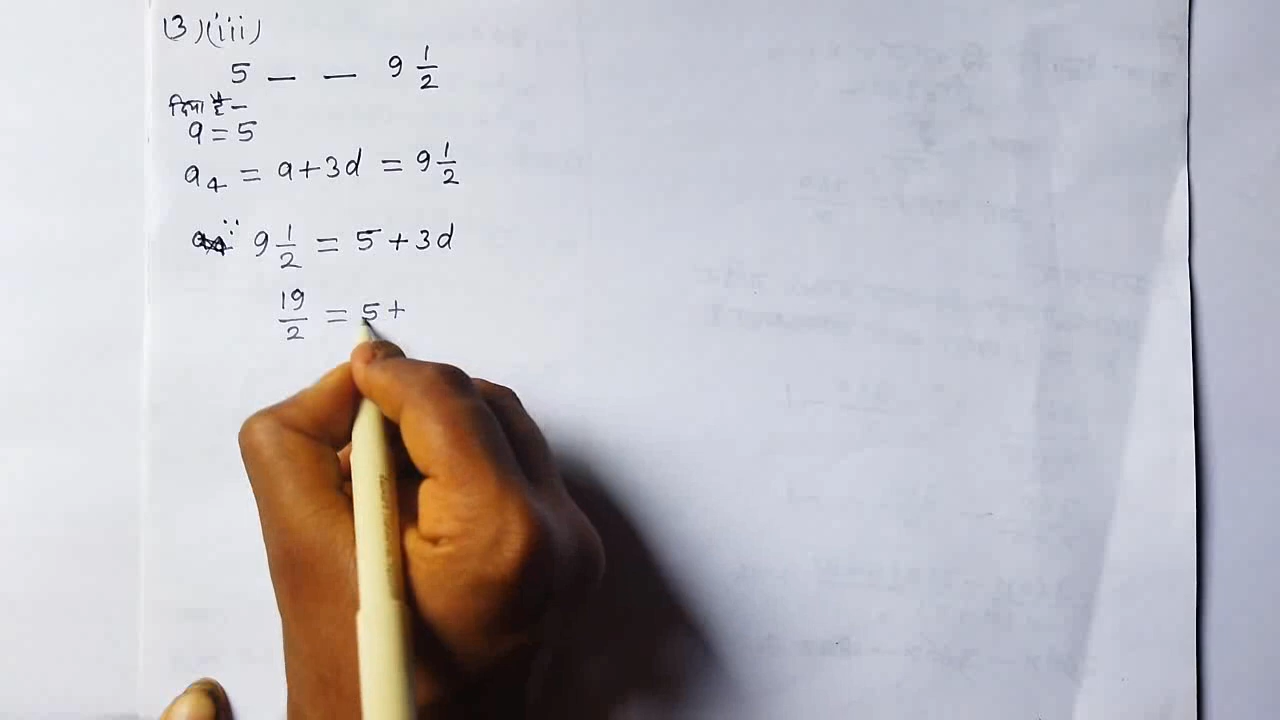 (3)(iii)
5 — — 9 1/2
दिया है -
a = 5
a₄ = a + 3d = 9 1/2
∵ 9 1/2 = 5 + 3d
19/2 = 5 +